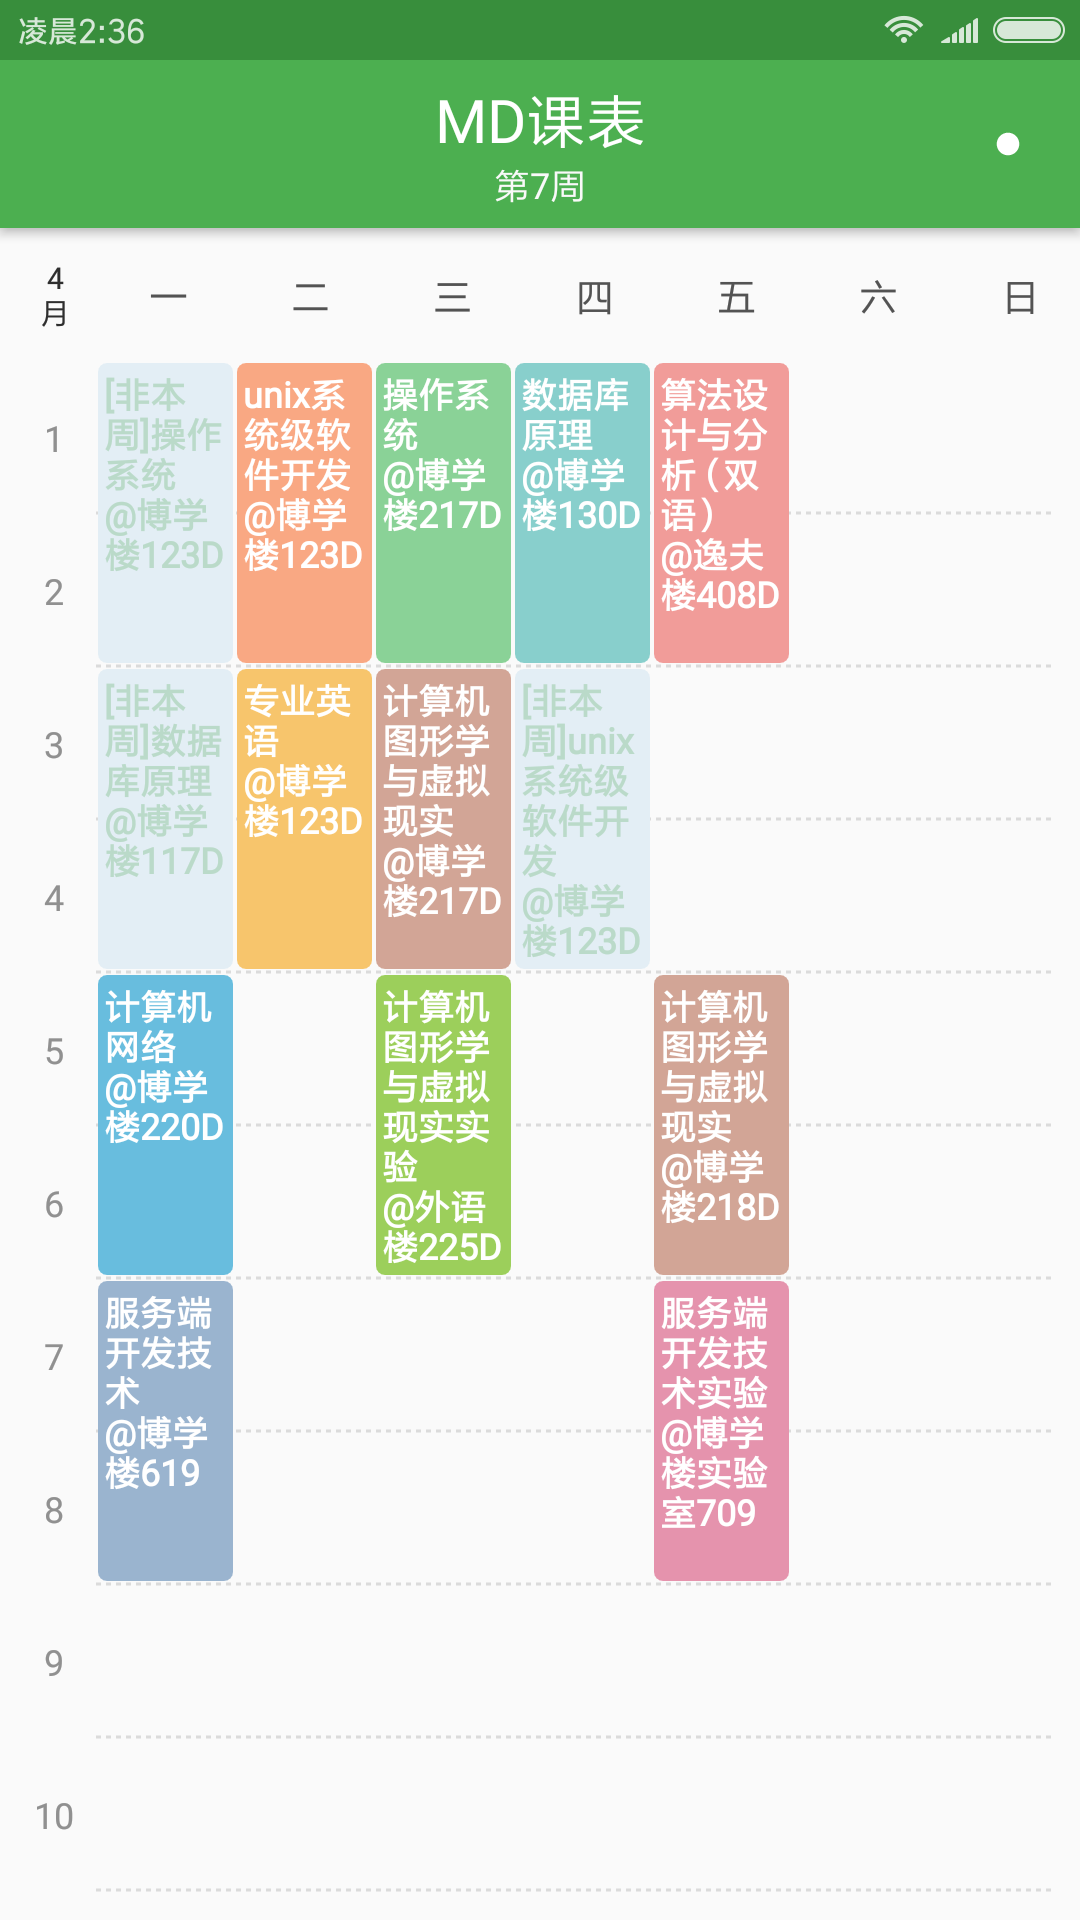 凌晨2:36
MD课表
第7周
4
月
一 二 三 四 五 六 日
1
2
3
4
5
6
7
8
9
10
[非本
周]操作
系统
@博学
楼123D
unix系
统级软
件开发
@博学
楼123D
操作系
统
@博学
楼217D
数据库
原理
@博学
楼130D
算法设
计与分
析（双
语）
@逸夫
楼408D
[非本
周]数据
库原理
@博学
楼117D
专业英
语
@博学
楼123D
计算机
图形学
与虚拟
现实
@博学
楼217D
[非本
周]unix
系统级
软件开
发
@博学
楼123D
计算机
网络
@博学
楼220D
计算机
图形学
与虚拟
现实实
验
@外语
楼225D
计算机
图形学
与虚拟
现实
@博学
楼218D
服务端
开发技
术
@博学
楼619
服务端
开发技
术实验
@博学
楼实验
室709